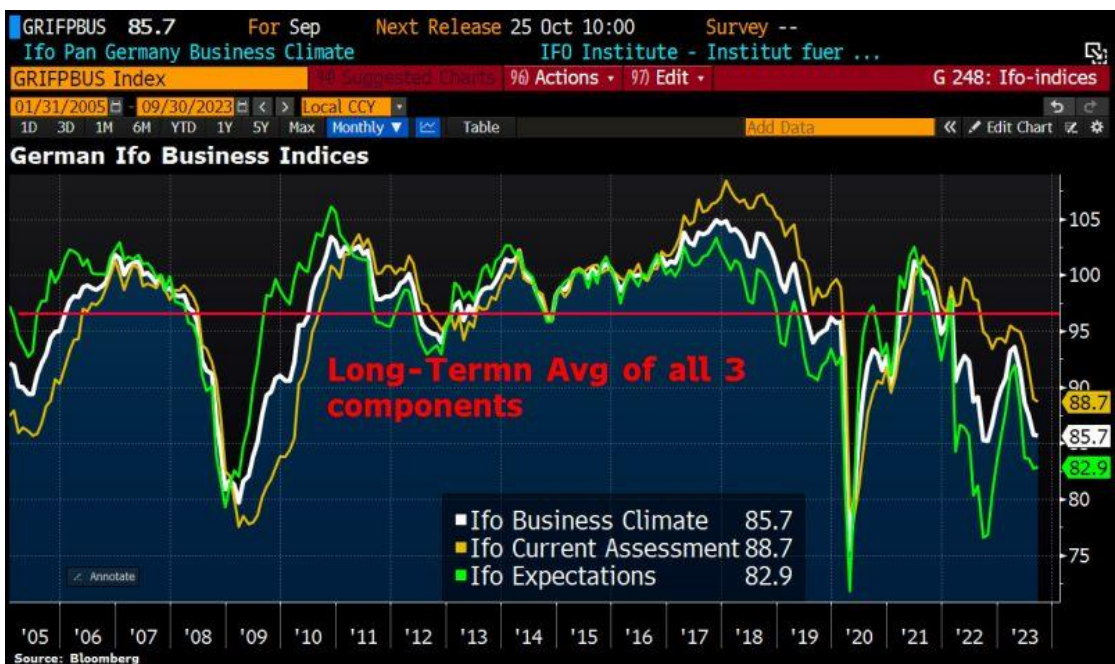 GRIFPBUS 85.7 For Sep Next Release 25 Oct 10:00 Survey --
Ifo Pan Germany Business Climate IFO Institute - Institut fuer ...
GRIFPBUS Index 94) Suggested Charts 96) Actions 97) Edit G 248: Ifo-indices
01/31/2005 - 09/30/2023 < > Local CCY
1D 3D 1M 6M YTD 1Y 5Y Max Monthly ▼ Table Add Data « Edit Chart
German Ifo Business Indices
105
100
95
90
Long-Termn Avg of all 3
components
88.7
85.7
82.9
80
75
Ifo Business Climate 85.7
Ifo Current Assessment 88.7
Ifo Expectations 82.9
Annotate
'05 '06 '07 '08 '09 '10 '11 '12 '13 '14 '15 '16 '17 '18 '19 '20 '21 '22 '23
Source: Bloomberg